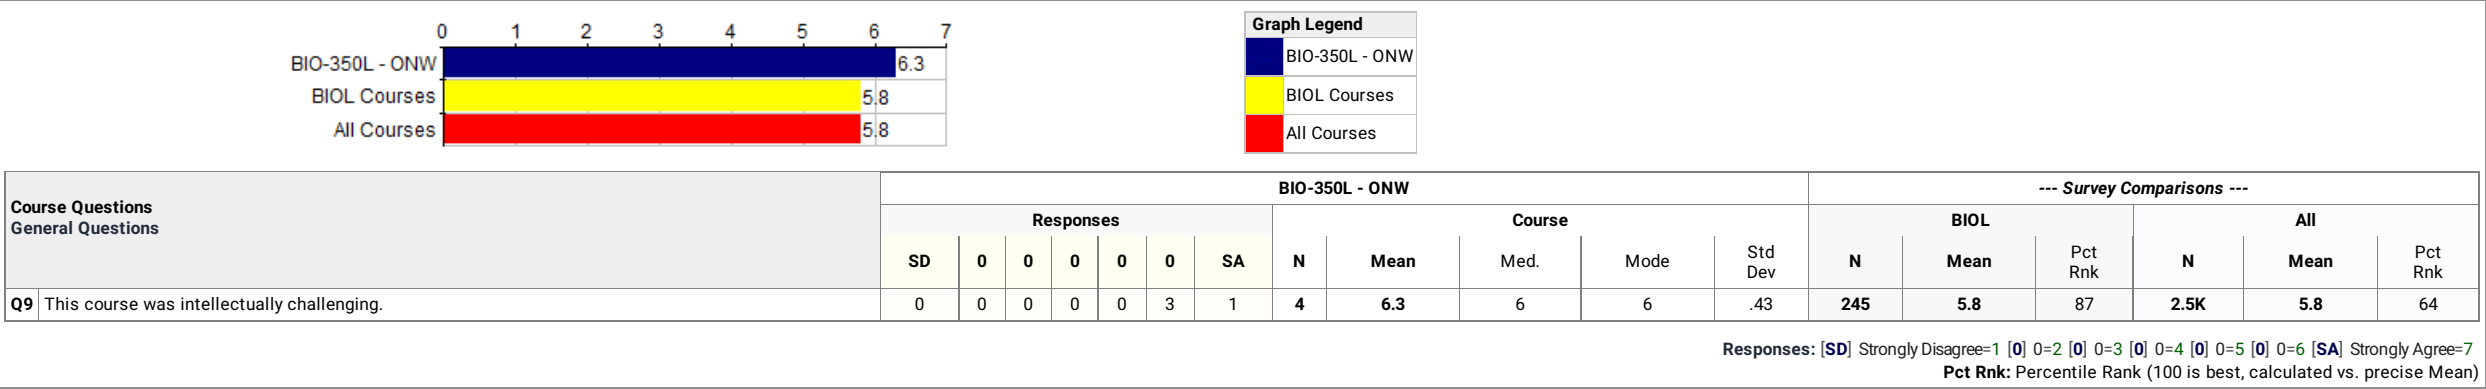 0 1 2 3 4 5 6 7
BIO-350L - ONW 6.3
BIOL Courses 5.8
All Courses 5.8
Graph Legend
BIO-350L - ONW
BIOL Courses
All Courses
Course Questions
General Questions
BIO-350L - ONW
--- Survey Comparisons ---
Responses Course BIOL All
SD 0 0 0 0 0 SA N Mean Med. Mode Std Dev N Mean Pct Rnk N Mean Pct Rnk
Q9 This course was intellectually challenging. 0 0 0 0 0 3 1 4 6.3 6 6 .43 245 5.8 87 2.5K 5.8 64
Responses: [SD] Strongly Disagree=1 [0] 0=2 [0] 0=3 [0] 0=4 [0] 0=5 [0] 0=6 [SA] Strongly Agree=7
Pct Rnk: Percentile Rank (100 is best, calculated vs. precise Mean)